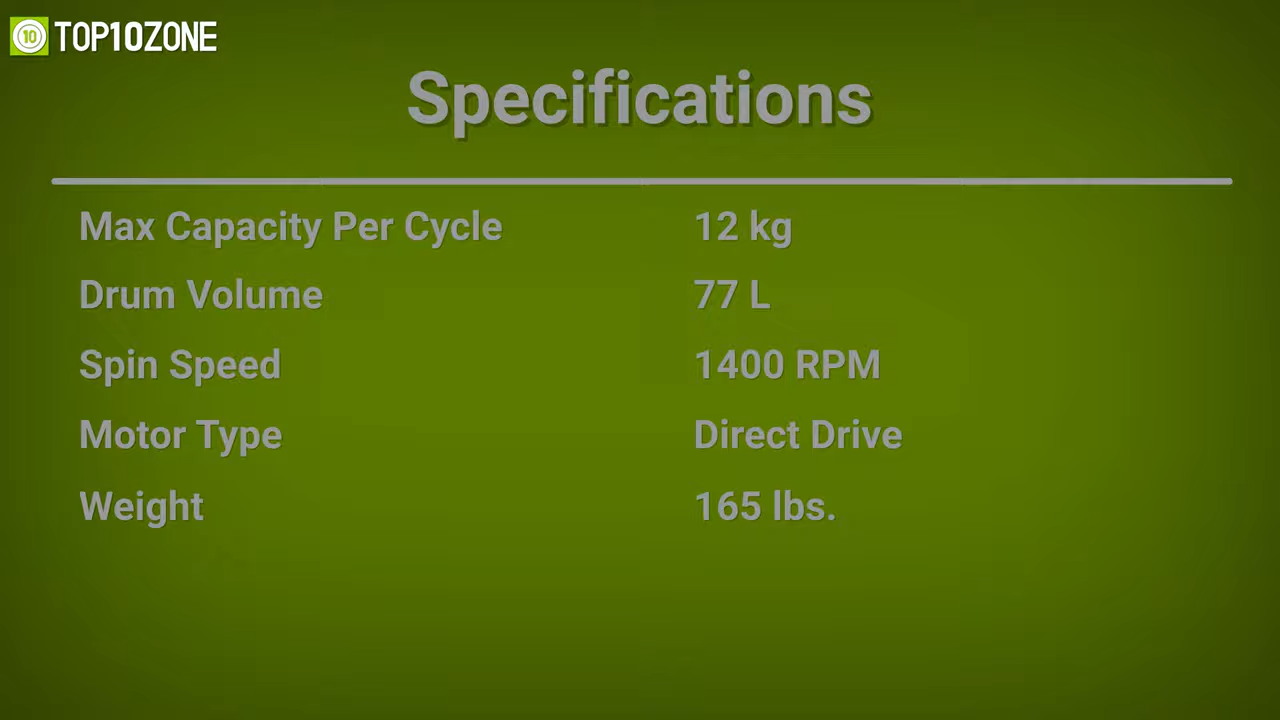 10 TOP10ZONE
Specifications
Max Capacity Per Cycle 12 kg
Drum Volume 77 L
Spin Speed 1400 RPM
Motor Type Direct Drive
Weight 165 lbs.